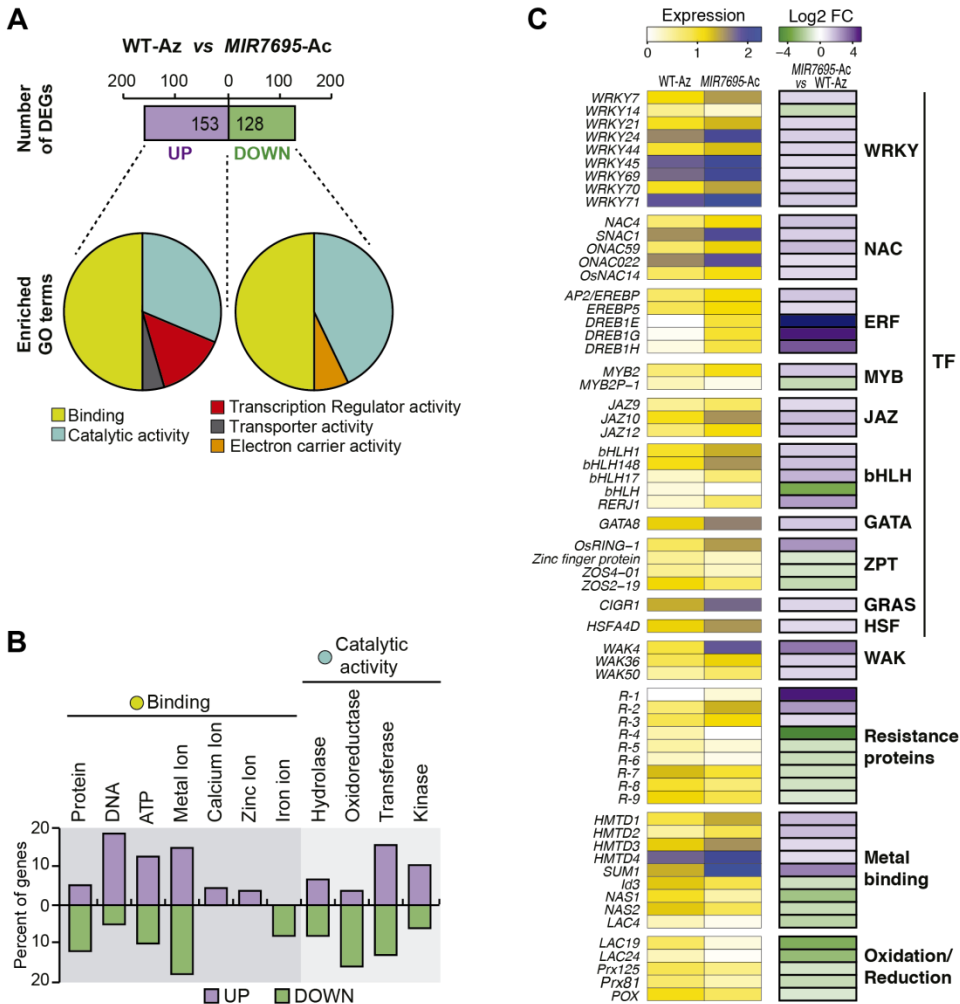 A
WT-Az vs MIR7695-Ac
200 100 0 100 200
Number of DEGs
153 128
UP DOWN
Enriched GO terms
Binding
Catalytic activity
Transcription Regulator activity
Transporter activity
Electron carrier activity
B
Catalytic
activity
Binding
Protein
DNA
ATP
Metal Ion
Calcium Ion
Zinc Ion
Iron ion
Hydrolase
Oxidoreductase
Transferase
Kinase
Percent of genes
20
10
0
10
20
UP DOWN
C
Expression Log2 FC
0 1 2 −4 0 4
WT-Az MIR7695-Ac
MIR7695-Ac
vs
WT-Az
WRKY7
WRKY14
WRKY21
WRKY24
WRKY44
WRKY45
WRKY69
WRKY70
WRKY71
WRKY
NAC4
SNAC1
ONAC59
ONAC022
OsNAC14
NAC
AP2/EREBP
EREBP5
DREB1E
DREB1G
DREB1H
ERF
TF
MYB2
MYB2P−1
MYB
JAZ9
JAZ10
JAZ12
JAZ
bHLH1
bHLH148
bHLH17
bHLH
RERJ1
bHLH
GATA8
GATA
OsRING−1
Zinc finger protein
ZOS4−01
ZOS2−19
ZPT
CIGR1
GRAS
HSFA4D
HSF
WAK4
WAK36
WAK50
WAK
R-1
R-2
R-3
R-4
R-5
R-6
R-7
R-8
R-9
Resistance
proteins
HMTD1
HMTD2
HMTD3
HMTD4
SUM1
Id3
NAS1
NAS2
LAC4
Metal
binding
LAC19
LAC24
Prx125
Prx81
POX
Oxidation/
Reduction